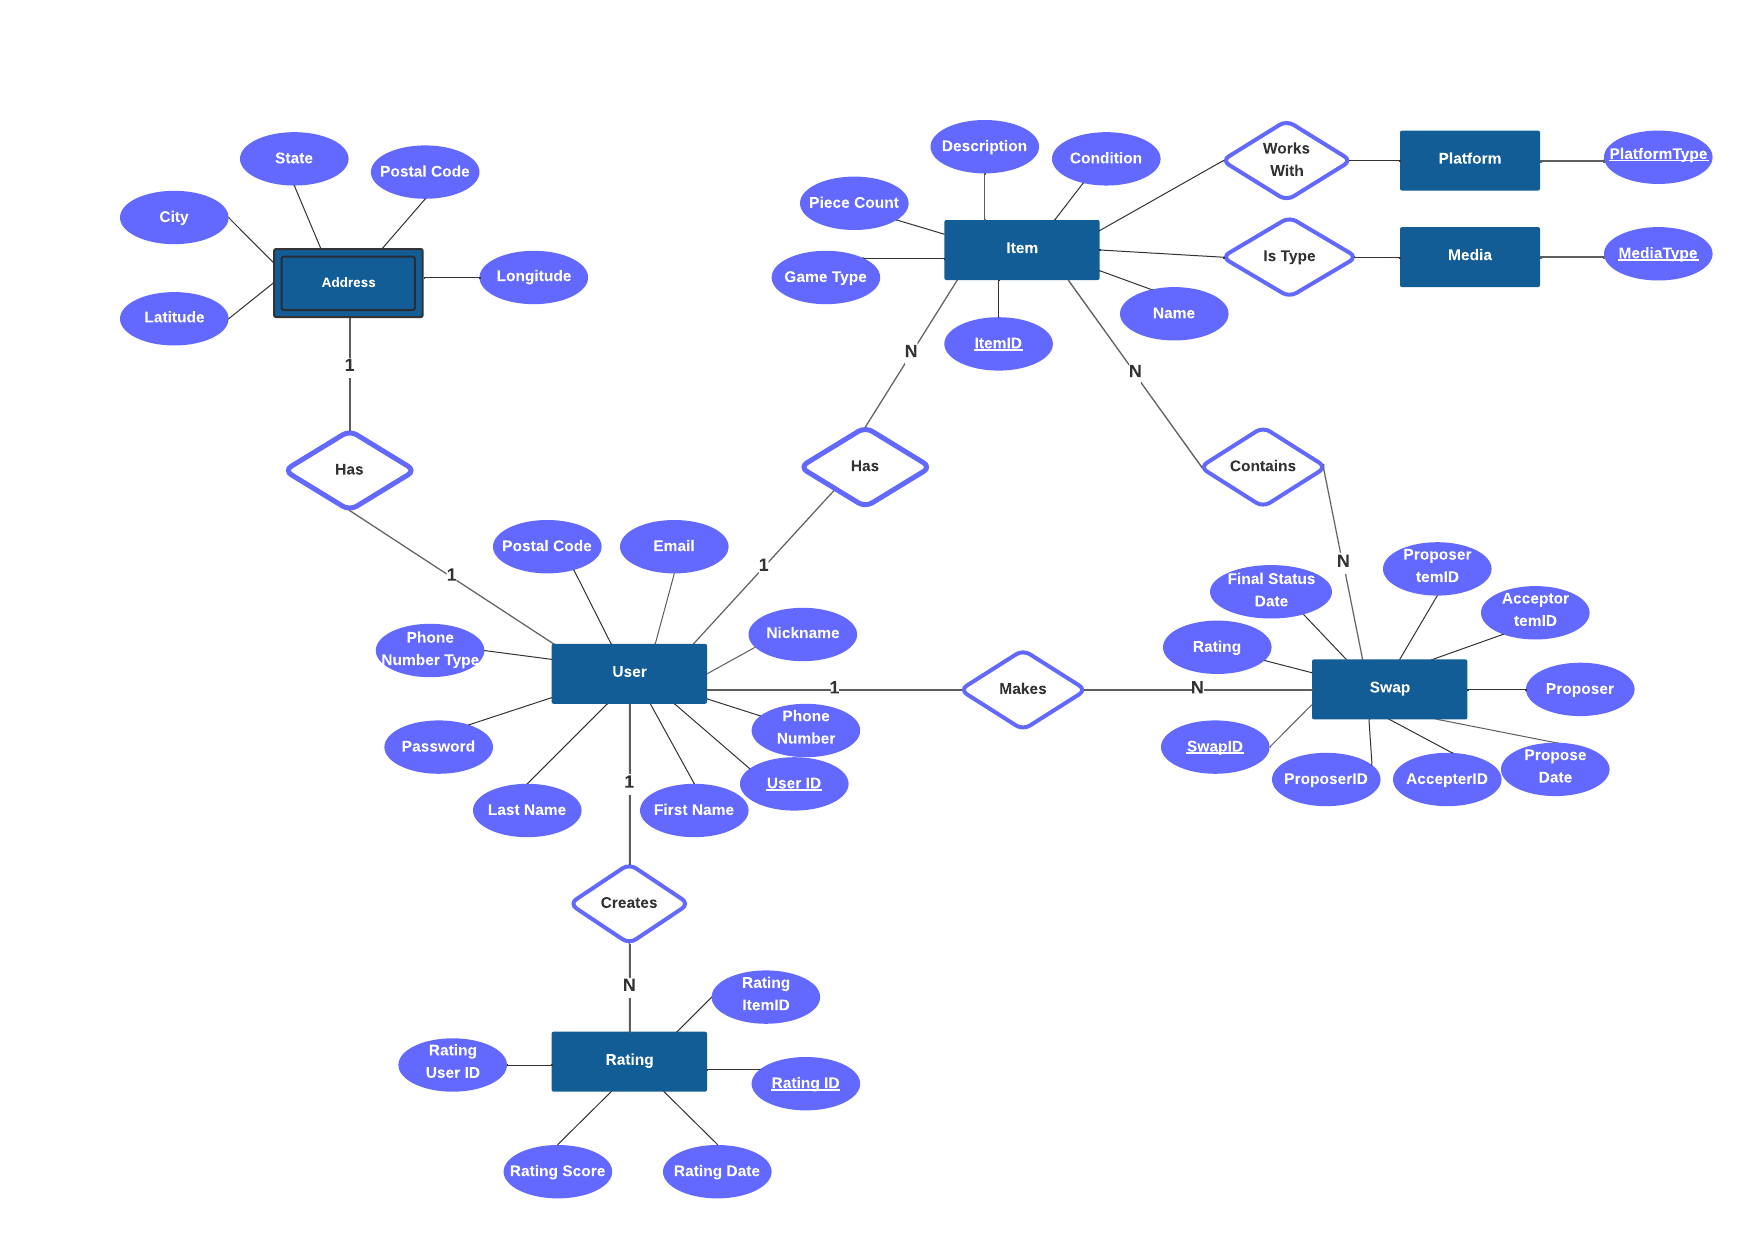 Description
State
Condition
Works
With
Platform
PlatformType
Postal Code
Piece Count
City
Item
Is Type
Media
MediaType
Address
Longitude
Game Type
Latitude
Name
ItemID
1
N
N
Has
Has
Contains
Postal Code
Email
1
1
N
Proposer
temID
Final Status
Date
Acceptor
temID
Phone
Number Type
Nickname
Rating
User
1
Makes
N
Swap
Proposer
Password
Phone
Number
SwapID
ProposerID
AccepterID
Propose
Date
User ID
1
Last Name
First Name
Creates
N
Rating
ItemID
Rating
User ID
Rating
Rating ID
Rating Score
Rating Date